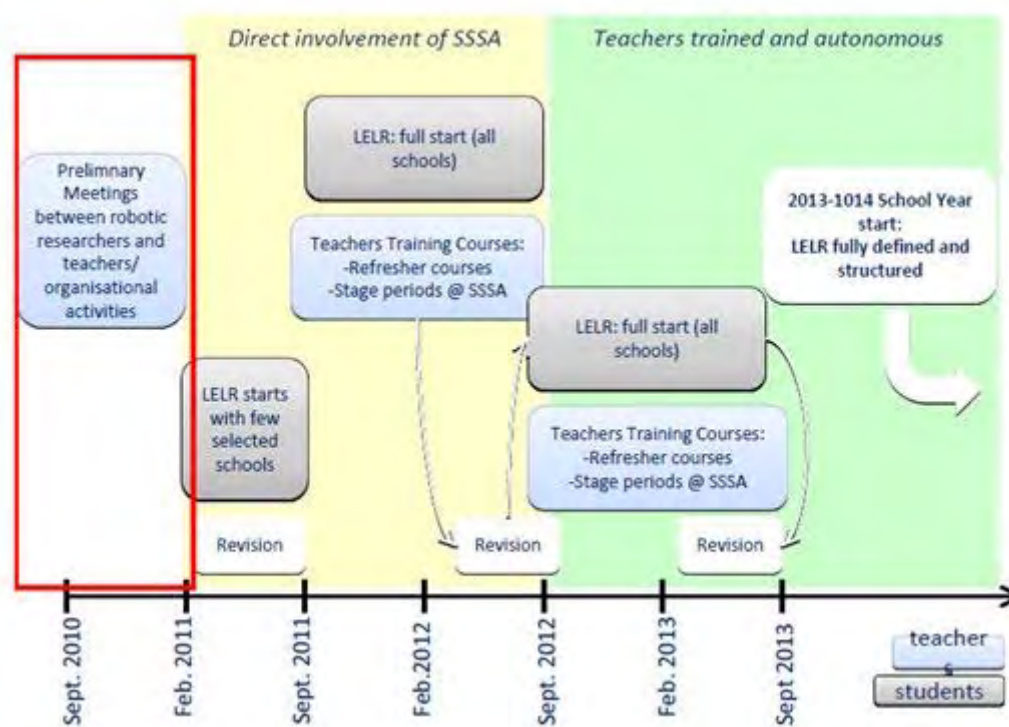 Direct involvement of SSSA
Teachers trained and autonomous
Prelimnary
Meetings
between robotic
researchers and
teachers/
organisational
activities
LELR: full start (all
schools)
Teachers Training Courses:
-Refresher courses
-Stage periods @ SSSA
2013-1014 School Year
start:
LELR fully defined and
structured
LELR: full start (all
schools)
LELR starts
with few
selected
schools
Teachers Training Courses:
-Refresher courses
-Stage periods @ SSSA
Revision
Revision
Revision
Sept. 2010
Feb. 2011
Sept. 2011
Feb.2012
Sept. 2012
Feb. 2013
Sept 2013
teacher
s
students